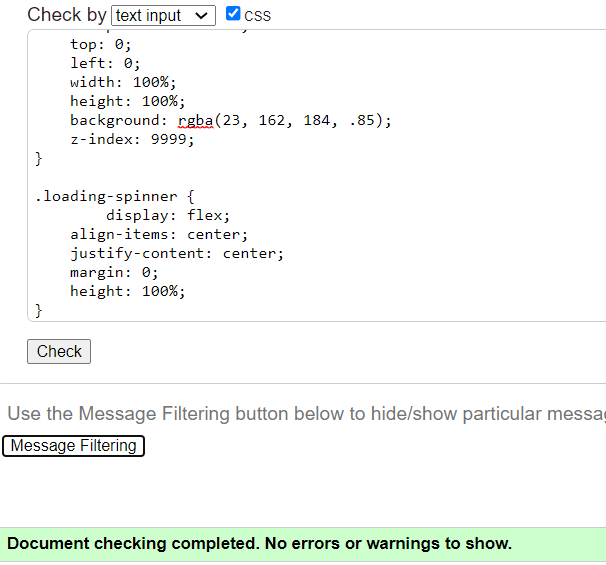 Check by text input CSS
top: 0;
left: 0;
width: 100%;
height: 100%;
background: rgba(23, 162, 184, .85);
z-index: 9999;
}
.loading-spinner {
display: flex;
align-items: center;
justify-content: center;
margin: 0;
height: 100%;
}
Check
Use the Message Filtering button below to hide/show particular
Message Filtering
Document checking completed. No errors or warnings to show.